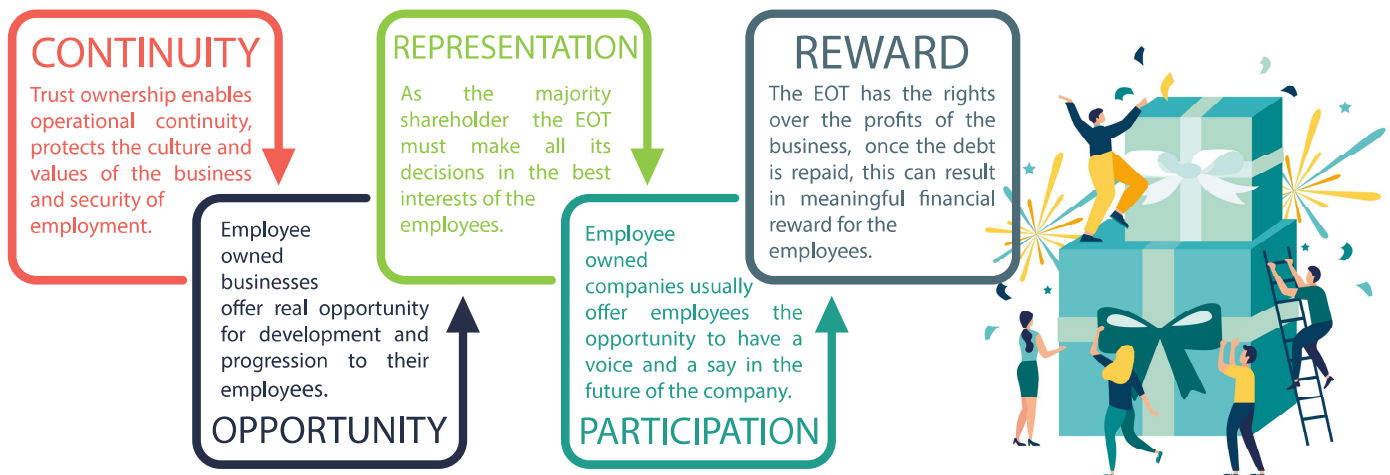 CONTINUITY
Trust ownership enables
operational continuity,
protects the culture and
values of the business
and security of
employment.
Employee
owned
businesses
offer real opportunity
for development and
progression to their
employees.
OPPORTUNITY
REPRESENTATION
As the majority
shareholder the EOT
must make all its
decisions in the best
interests of the
employees.
Employee
owned
companies usually
offer employees the
opportunity to have a
voice and a say in the
future of the company.
PARTICIPATION
REWARD
The EOT has the rights
over the profits of the
business, once the debt
is repaid, this can result
in meaningful financial
reward for the
employees.